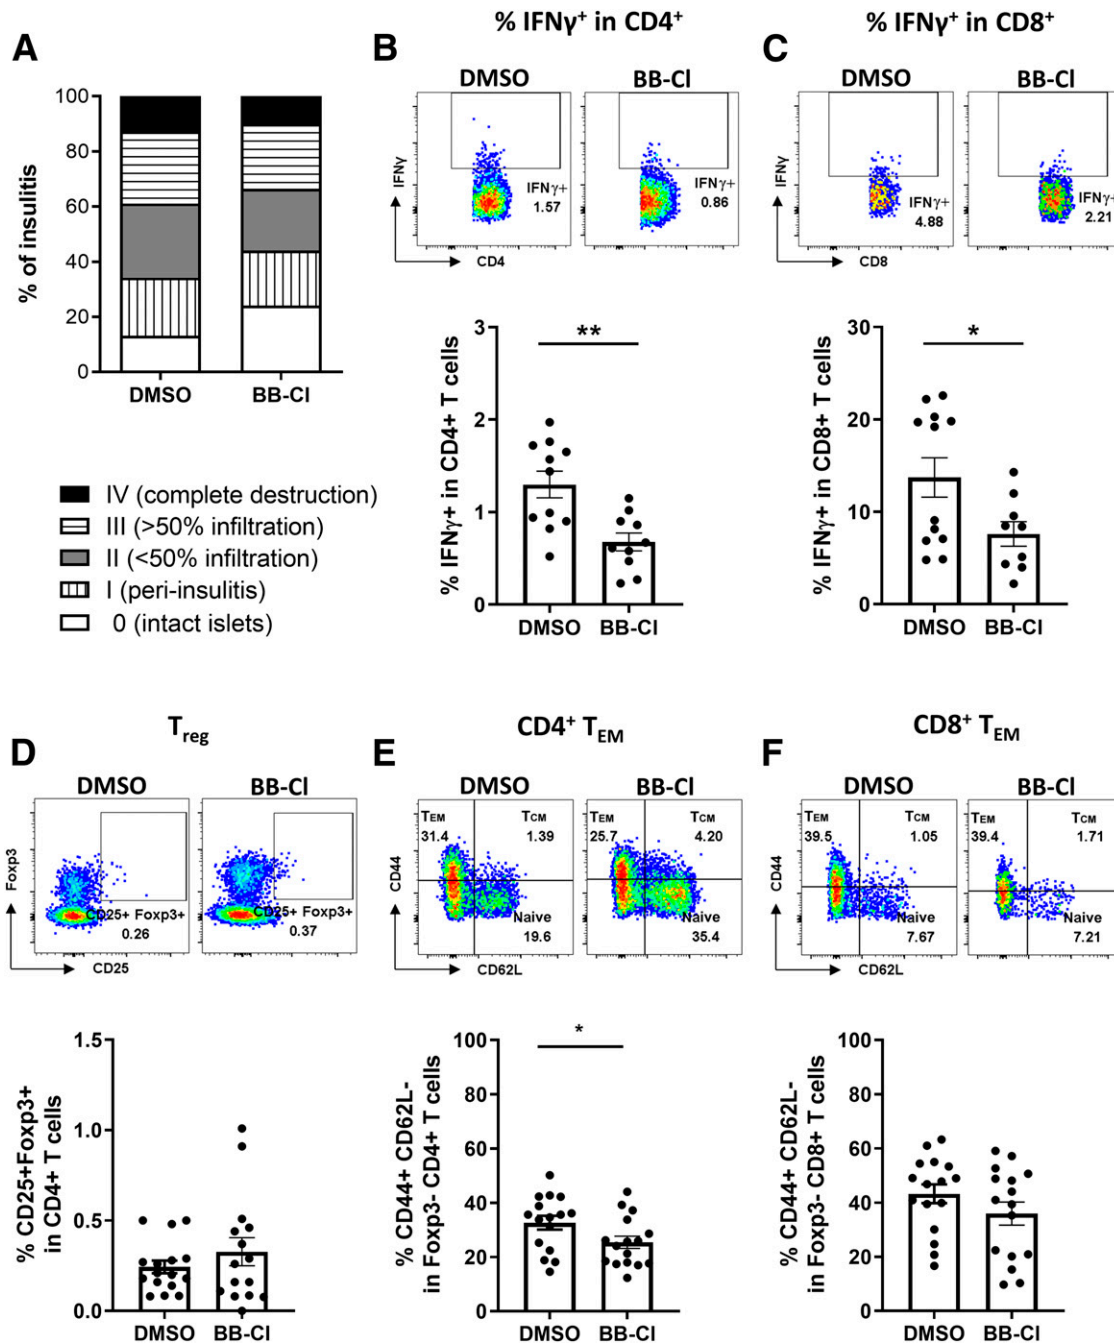 A
% of insulitis
100
80
60
40
20
0
DMSO BB-Cl
IV (complete destruction)
III (>50% infiltration)
II (<50% infiltration)
I (peri-insulitis)
0 (intact islets)
B
% IFNγ⁺ in CD4⁺
DMSO BB-Cl
IFNγ
IFNγ+
1.57
IFNγ+
0.86
CD4
% IFNγ+ in CD4+ T cells
3
2
1
0
**
DMSO BB-Cl
C
% IFNγ⁺ in CD8⁺
DMSO BB-Cl
IFNγ
IFNγ+
4.88
IFNγ+
2.21
CD8
% IFNγ+ in CD8+ T cells
30
20
10
0
*
DMSO BB-Cl
D
Treg
DMSO BB-Cl
Foxp3
CD25+ Foxp3+
0.26
CD25+ Foxp3+
0.37
CD25
% CD25+Foxp3+
in CD4+ T cells
1.5
1.0
0.5
0.0
DMSO BB-Cl
E
CD4⁺ TEM
DMSO BB-Cl
CD44
TEM
31.4
TCM
1.39
Naive
19.6
TEM
25.7
TCM
4.20
Naive
35.4
CD62L
% CD44+ CD62L-
in Foxp3- CD4+ T cells
100
80
60
40
20
0
*
DMSO BB-Cl
F
CD8⁺ TEM
DMSO BB-Cl
CD44
TEM
39.5
TCM
1.05
Naive
7.67
TEM
39.4
TCM
1.71
Naive
7.21
CD62L
% CD44+ CD62L-
in Foxp3- CD8+ T cells
100
80
60
40
20
0
DMSO BB-Cl